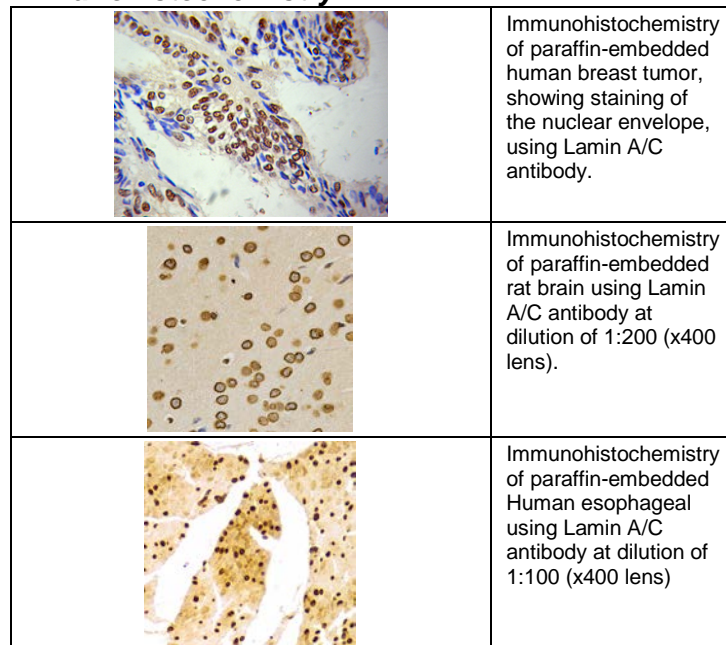 Immunohistochemistry
of paraffin-embedded
human breast tumor,
showing staining of
the nuclear envelope,
using Lamin A/C
antibody.
Immunohistochemistry
of paraffin-embedded
rat brain using Lamin
A/C antibody at
dilution of 1:200 (x400
lens).
Immunohistochemistry
of paraffin-embedded
Human esophageal
using Lamin A/C
antibody at dilution of
1:100 (x400 lens)